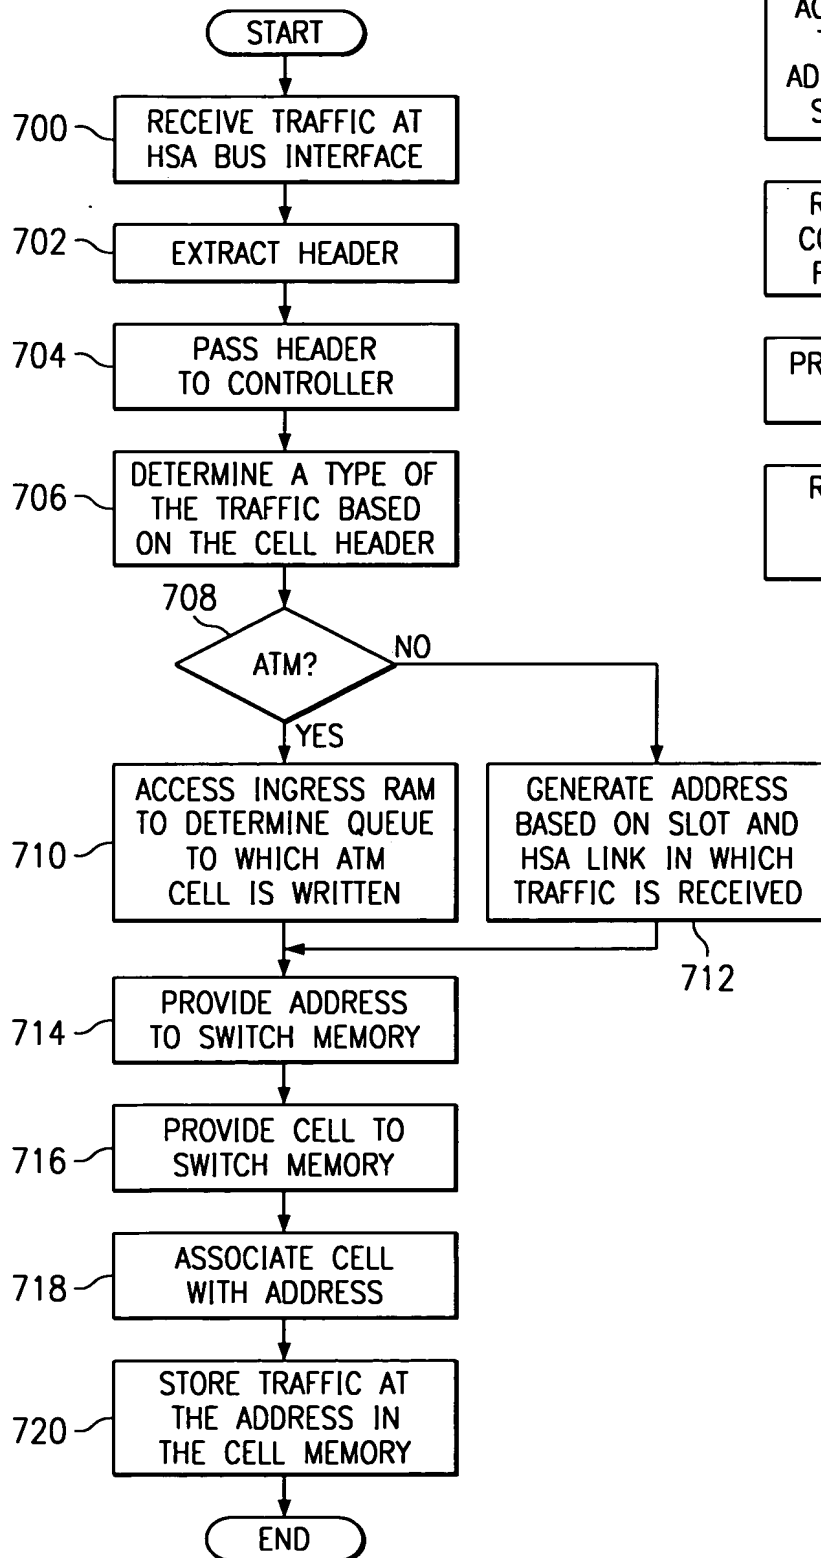 START
700
RECEIVE TRAFFIC AT
HSA BUS INTERFACE
702
EXTRACT HEADER
704
PASS HEADER
TO CONTROLLER
706
DETERMINE A TYPE OF
THE TRAFFIC BASED
ON THE CELL HEADER
708
ATM?
NO
YES
710
ACCESS INGRESS RAM
TO DETERMINE QUEUE
TO WHICH ATM
CELL IS WRITTEN
GENERATE ADDRESS
BASED ON SLOT AND
HSA LINK IN WHICH
TRAFFIC IS RECEIVED
712
714
PROVIDE ADDRESS
TO SWITCH MEMORY
716
PROVIDE CELL TO
SWITCH MEMORY
718
ASSOCIATE CELL
WITH ADDRESS
720
STORE TRAFFIC AT
THE ADDRESS IN
THE CELL MEMORY
END